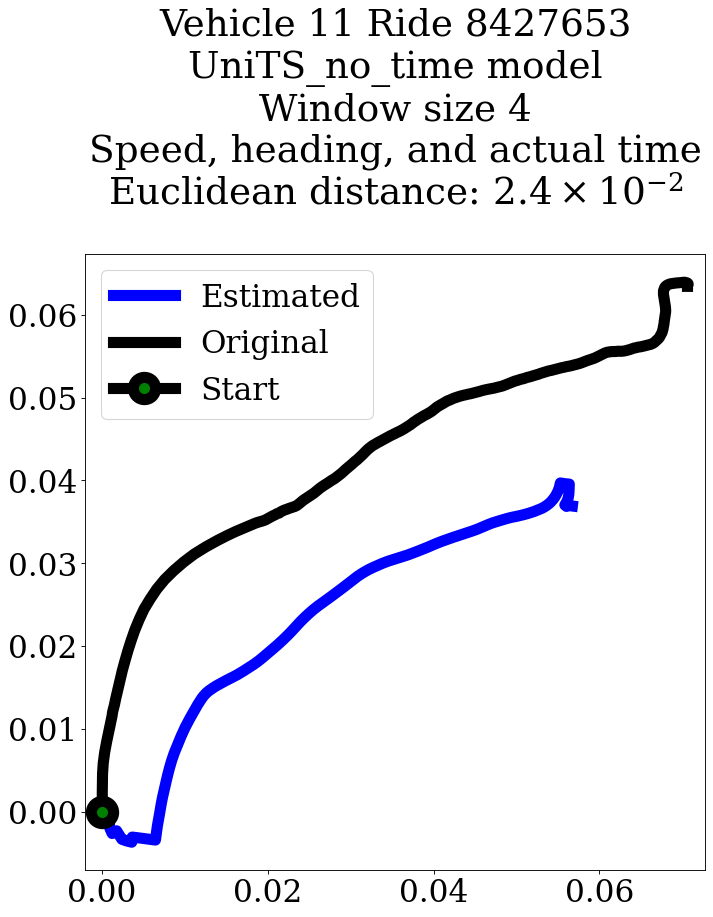 Vehicle 11 Ride 8427653
UniTS_no_time model
Window size 4
Speed, heading, and actual time
Euclidean distance: 2.4 × 10⁻²
Estimated
Original
Start
0.06
0.05
0.04
0.03
0.02
0.01
0.00
0.00 0.02 0.04 0.06